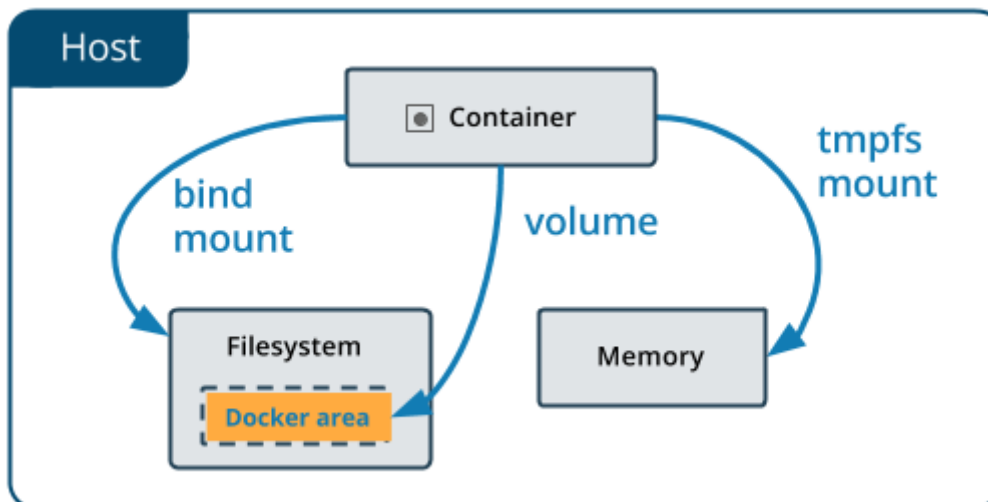 Host
Container
bind
mount
volume
tmpfs
mount
Filesystem
Docker area
Memory